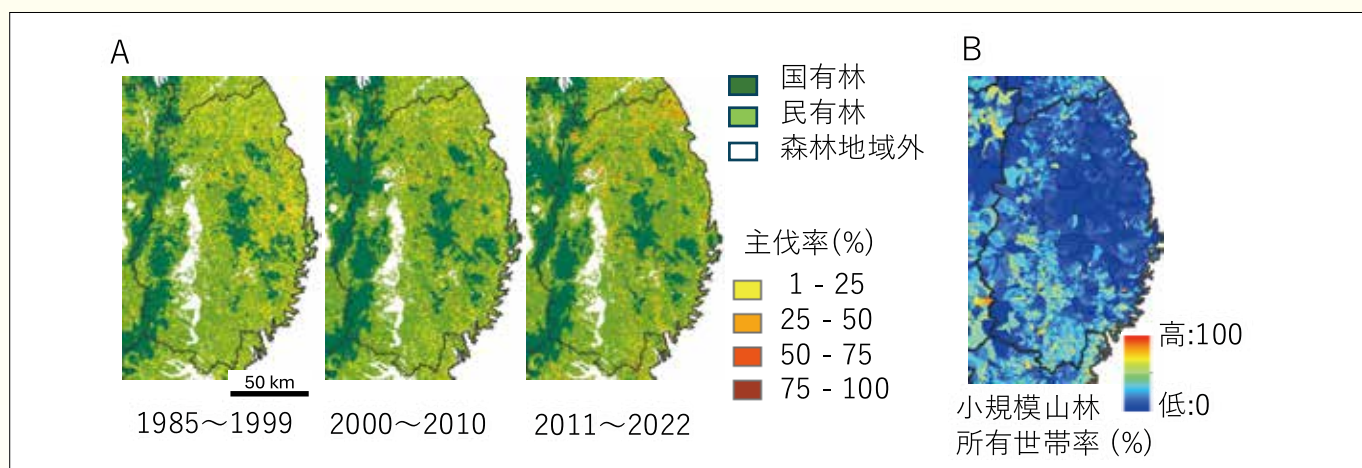 A
国有林
民有林
森林地域外
主伐率(%)
1 - 25
25 - 50
50 - 75
75 - 100
50 km
1985～1999
2000～2010
2011～2022
B
高:100
低:0
小規模山林
所有世帯率 (%)